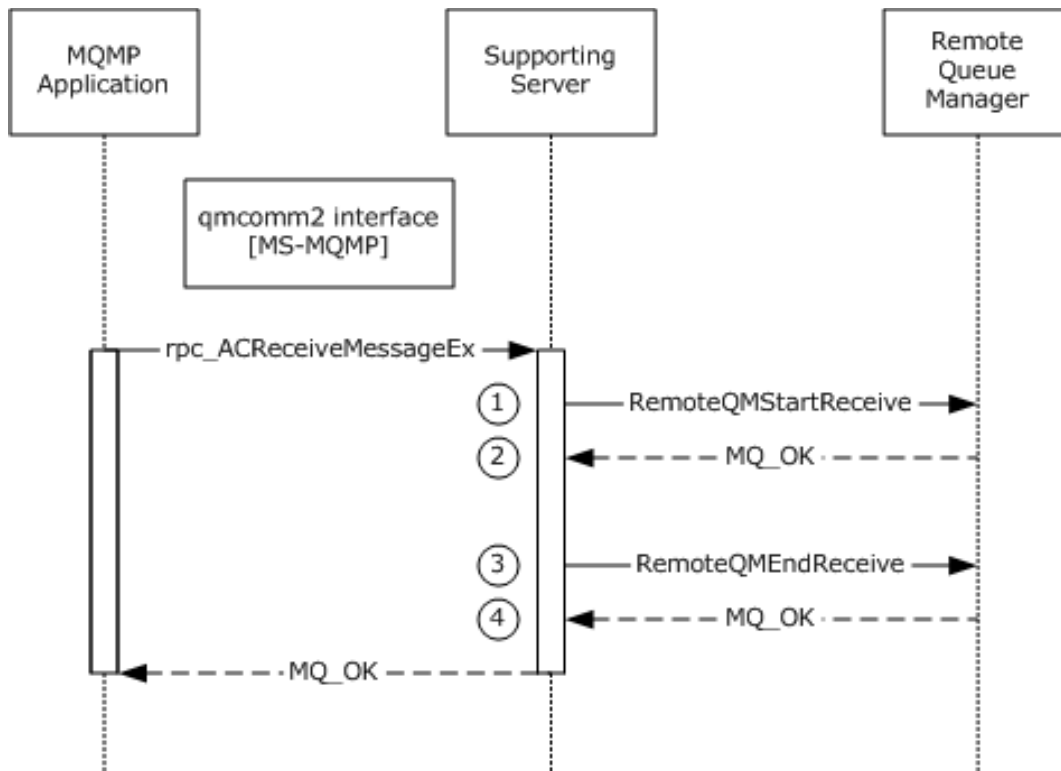 MQMP
Application
Supporting
Server
Remote
Queue
Manager
qmcomm2 interface
[MS-MQMP]
rpc_ACReceiveMessageEx
1
RemoteQMStartReceive
2
MQ_OK
3
RemoteQMEndReceive
4
MQ_OK
MQ_OK